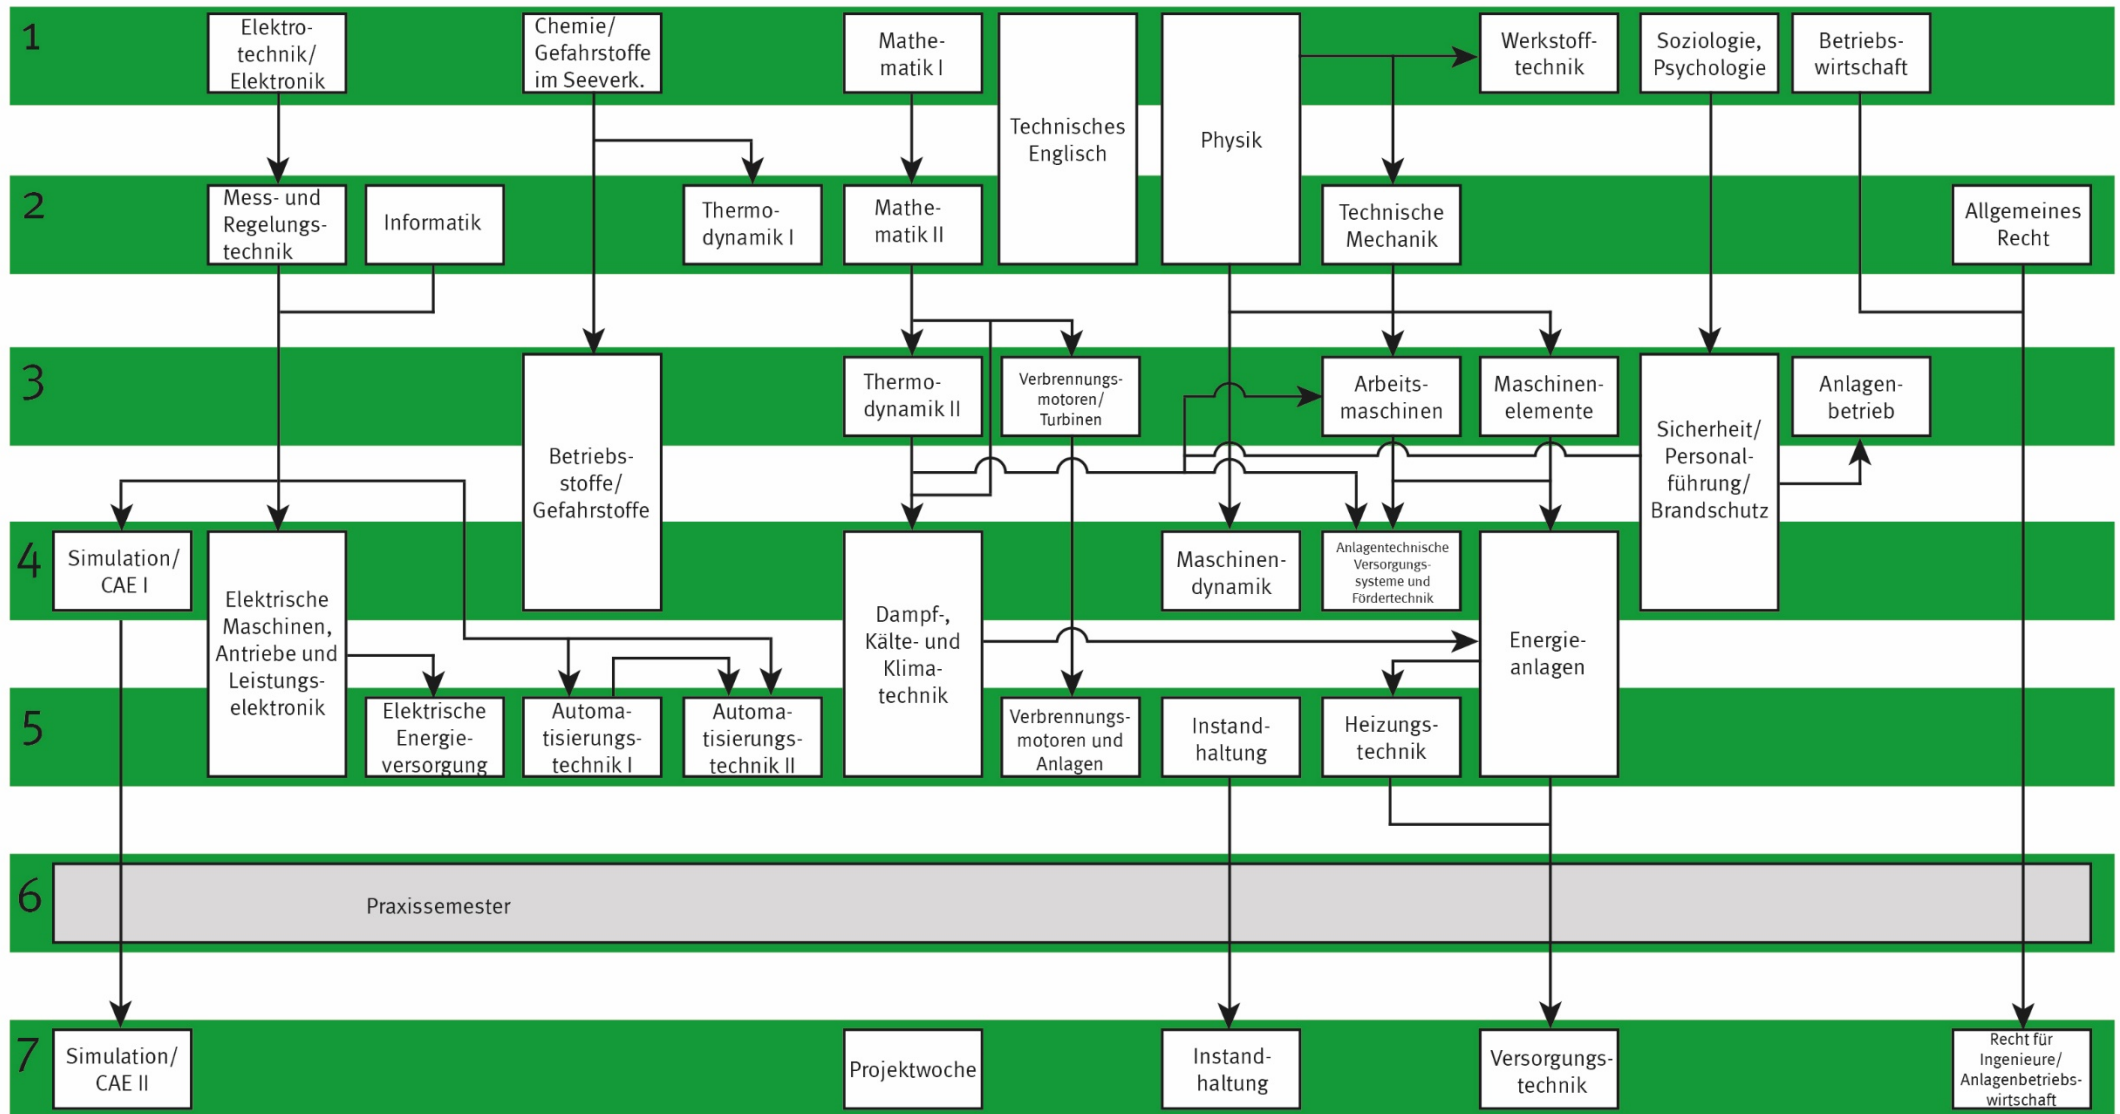 1
Elektro-
technik/
Elektronik
Chemie/
Gefahrstoffe
im Seeverk.
Mathe-
matik I
Technisches
Englisch
Physik
Werkstoff-
technik
Soziologie,
Psychologie
Betriebs-
wirtschaft
2
Mess- und
Regelungs-
technik
Informatik
Thermo-
dynamik I
Mathe-
matik II
Technische
Mechanik
Allgemeines
Recht
3
Betriebs-
stoffe/
Gefahrstoffe
Thermo-
dynamik II
Verbrennungs-
motoren/
Turbinen
Arbeits-
maschinen
Maschinen-
elemente
Sicherheit/
Personal-
führung/
Brandschutz
Anlagen-
betrieb
4
Simulation/
CAE I
Elektrische
Maschinen,
Antriebe und
Leistungs-
elektronik
Dampf-,
Kälte- und
Klima-
technik
Maschinen-
dynamik
Anlagentechnische
Versorgungs-
systeme und
Fördertechnik
Energie-
anlagen
5
Elektrische
Energie-
versorgung
Automa-
tisierungs-
technik I
Automa-
tisierungs-
technik II
Verbrennungs-
motoren und
Anlagen
Instand-
haltung
Heizungs-
technik
6
Praxissemester
7
Simulation/
CAE II
Projektwoche
Instand-
haltung
Versorgungs-
technik
Recht für
Ingenieure/
Anlagenbetriebs-
wirtschaft